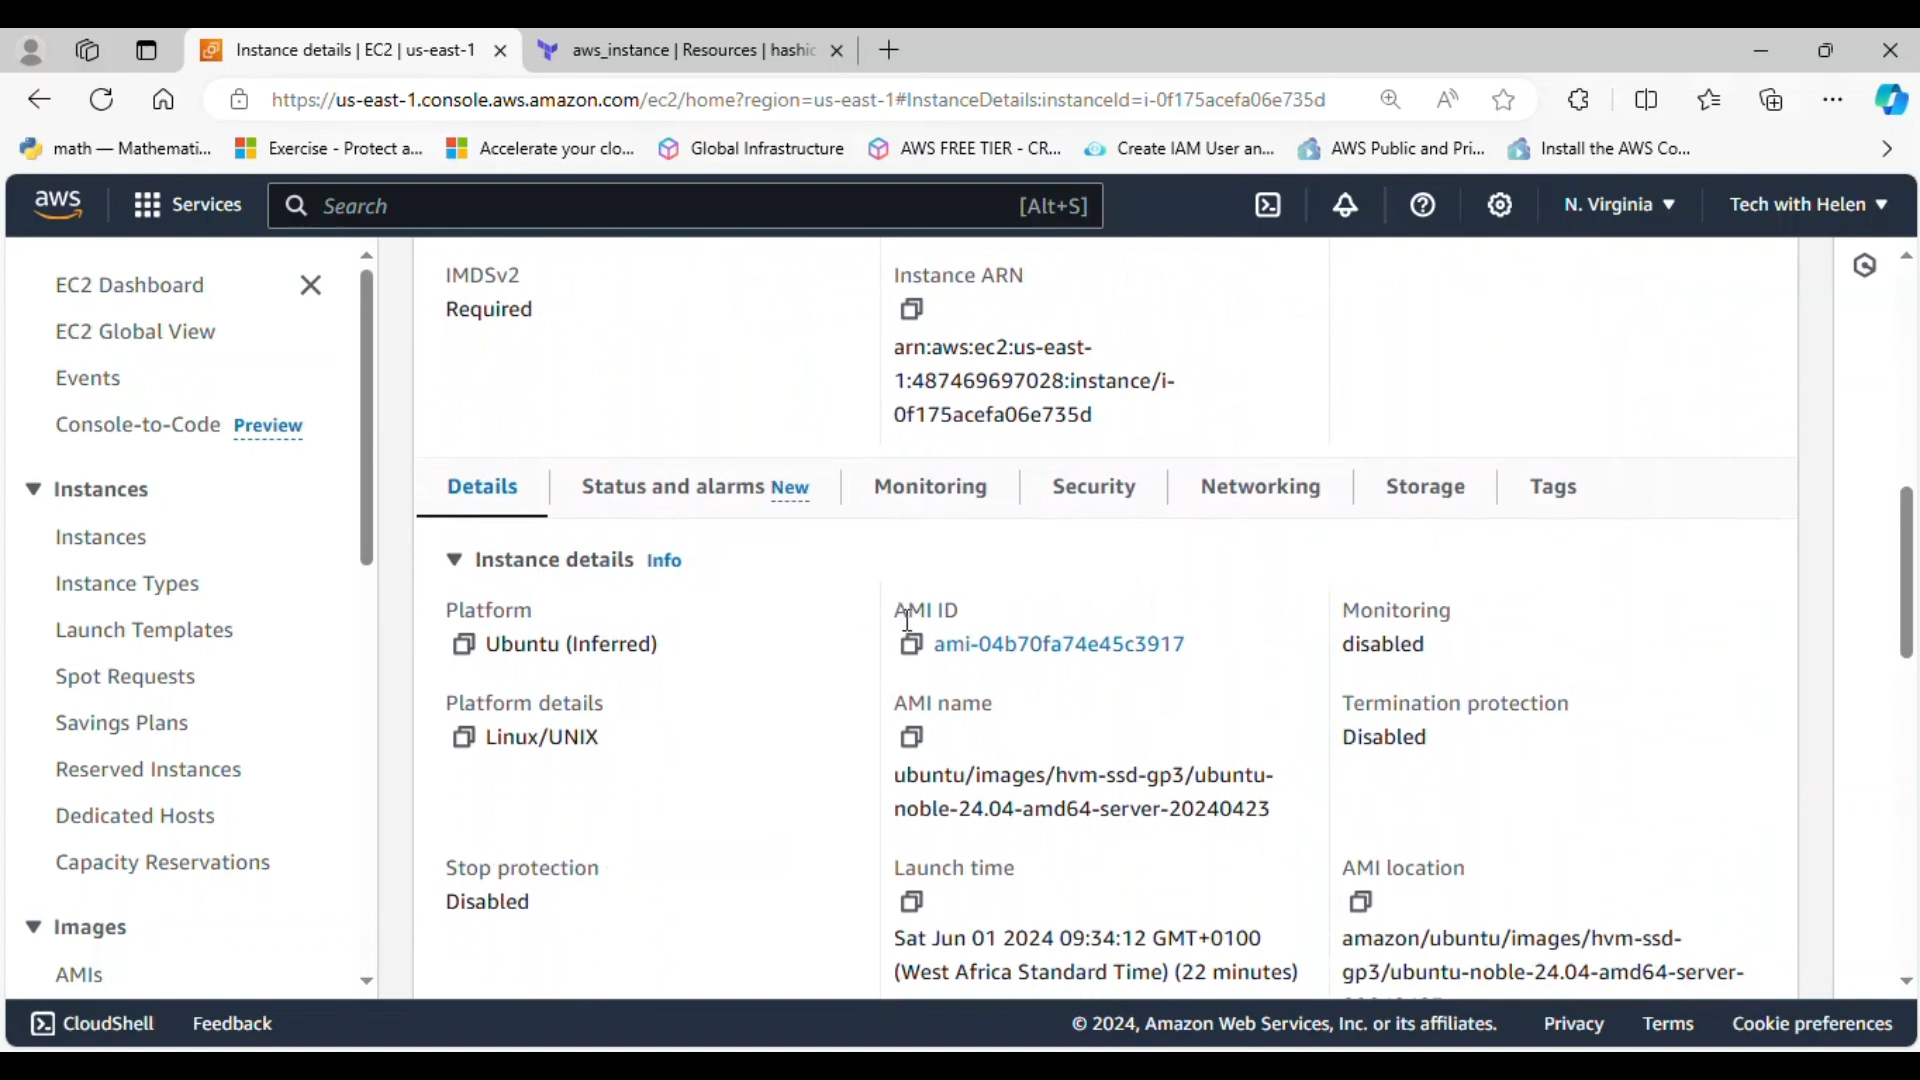 Instance details | EC2 | us-east-1
aws_instance | Resources | hashic
https://us-east-1.console.aws.amazon.com/ec2/home?region=us-east-1#InstanceDetails:instanceId=i-0f175acefa06e735d
math — Mathemati...
Exercise - Protect a...
Accelerate your clo...
Global Infrastructure
AWS FREE TIER - CR...
Create IAM User an...
AWS Public and Pri...
Install the AWS Co...
aws
Services
Search
[Alt+S]
N. Virginia
Tech with Helen
EC2 Dashboard
EC2 Global View
Events
Console-to-Code Preview
Instances
Instances
Instance Types
Launch Templates
Spot Requests
Savings Plans
Reserved Instances
Dedicated Hosts
Capacity Reservations
Images
AMIs
IMDSv2
Required
Instance ARN
arn:aws:ec2:us-east-
1:487469697028:instance/i-
0f175acefa06e735d
Details
Status and alarms New
Monitoring
Security
Networking
Storage
Tags
Instance details Info
Platform
Ubuntu (Inferred)
AMI ID
ami-04b70fa74e45c3917
Monitoring
disabled
Platform details
Linux/UNIX
AMI name
ubuntu/images/hvm-ssd-gp3/ubuntu-
noble-24.04-amd64-server-20240423
Termination protection
Disabled
Stop protection
Disabled
Launch time
Sat Jun 01 2024 09:34:12 GMT+0100
(West Africa Standard Time) (22 minutes)
AMI location
amazon/ubuntu/images/hvm-ssd-
gp3/ubuntu-noble-24.04-amd64-server-
CloudShell
Feedback
© 2024, Amazon Web Services, Inc. or its affiliates.
Privacy
Terms
Cookie preferences